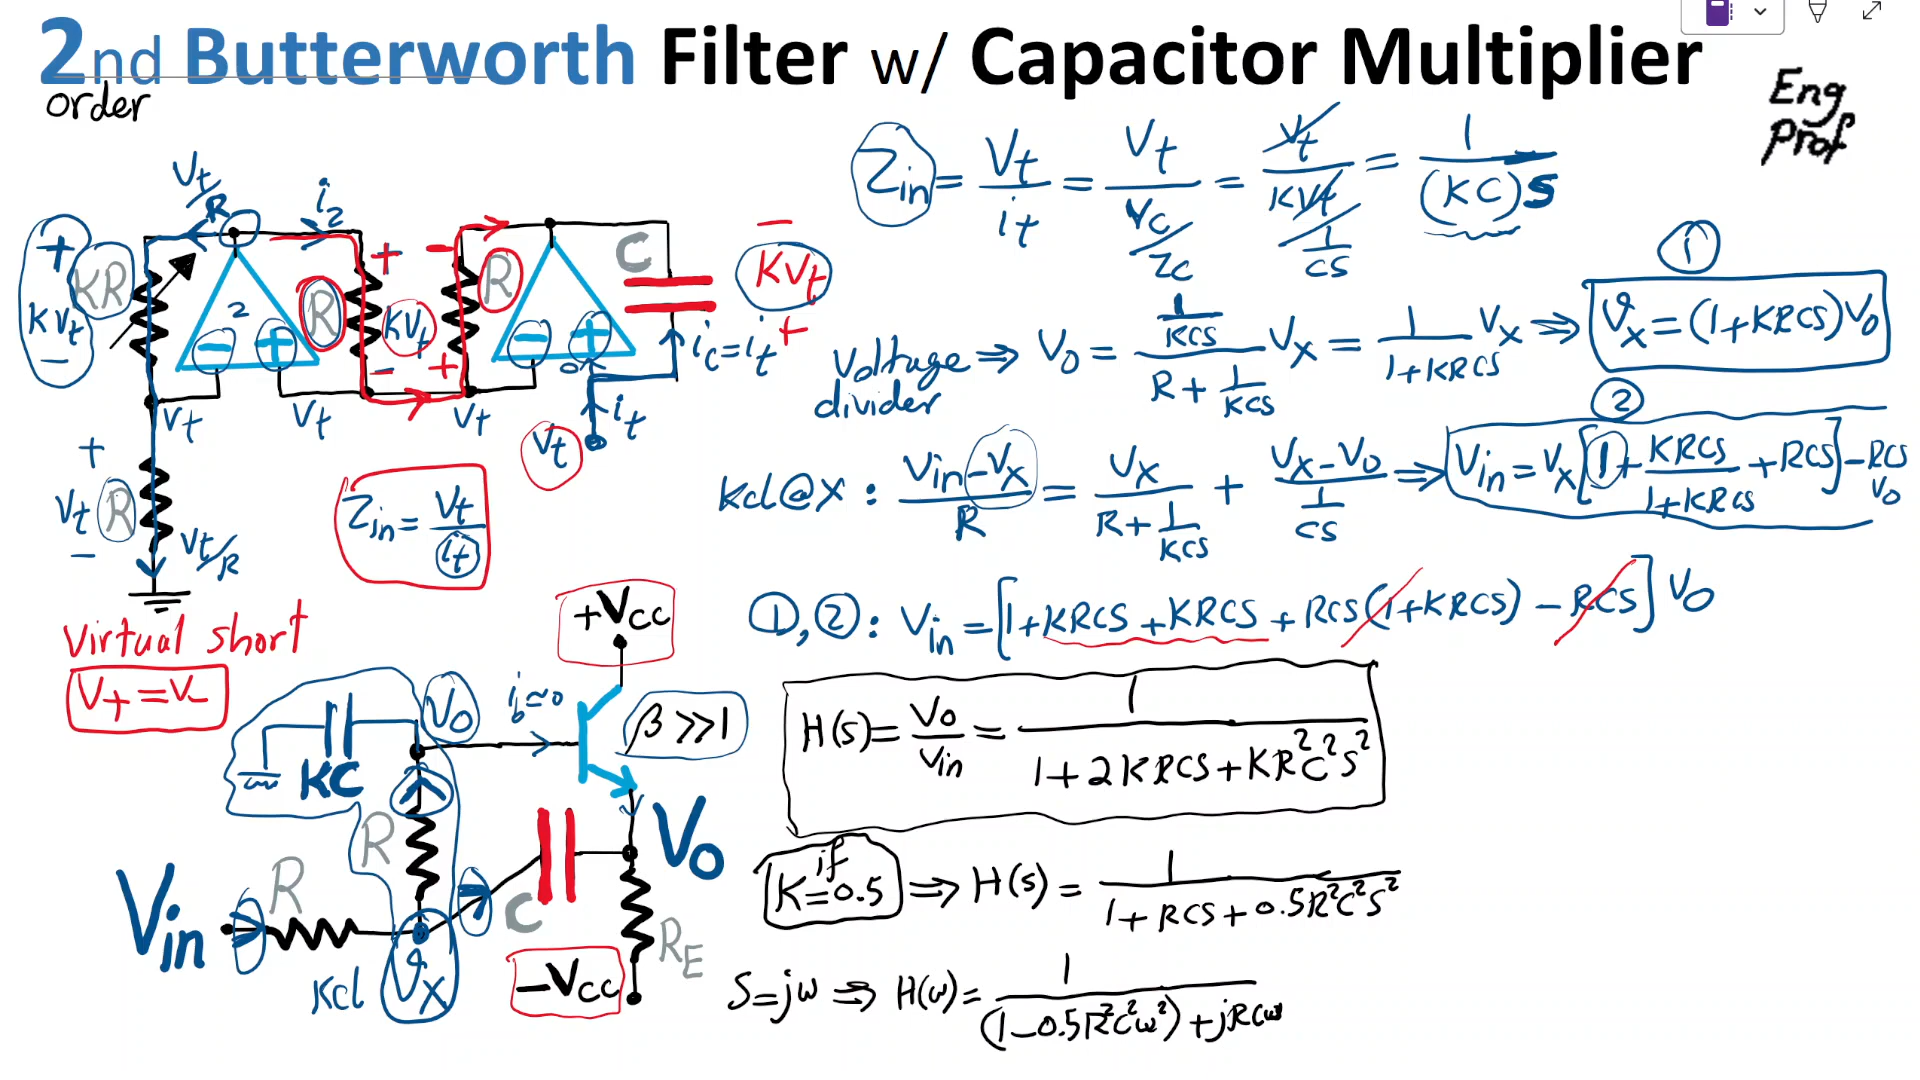 2nd Butterworth Filter w/ Capacitor Multiplier
order
Eng
Prof
Zin = Vt/it = Vt/(Vc/Zc) = Vt/(KVt/(1/CS)) = 1/((KC)S)
Vt/R
i2
+ KVt −
KR
2
− +
R
+ KVt −
− R +
− +
C
− KVt +
ic=it
Vt
Vt
Vt
Vt
it
+ Vt −
R
Vt/R
Zin = Vt/it
①
Voltage divider ⇒ Vo = (1/KCS)/(R + 1/KCS) Vx = 1/(1+KRCS) Vx ⇒ Vx = (1+KRCS)Vo
②
Kcl@X : (Vin−Vx)/R = Vx/(R + 1/KCS) + (Vx−Vo)/(1/CS) ⇒ Vin = Vx[1 + KRCS/(1+KRCS) + RCS] − RCS Vo
①,② : Vin = [1+KRCS+KRCS+RCS(1+KRCS) − RCS] Vo
Virtual short
V+ = V−
+Vcc
Vo
ib≃0
β>>1
KC
R
Vin
R
C
Vo
RE
−Vcc
Kcl
Vx
H(s) = Vo/Vin = 1/(1+2KRCS+KR²C²S²)
if
K=0.5 ⇒ H(s) = 1/(1+RCS+0.5R²C²S²)
S=jω ⇒ H(ω) = 1/((1−0.5R²C²ω²)+jRCω)